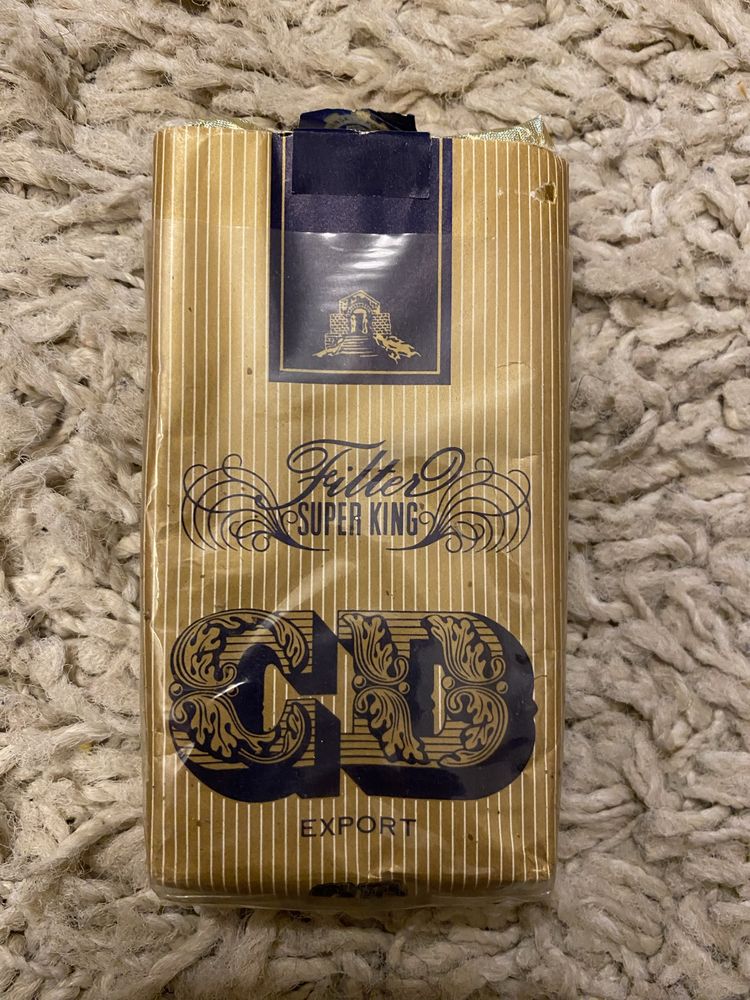 Filter
SUPER KING
CD
EXPORT